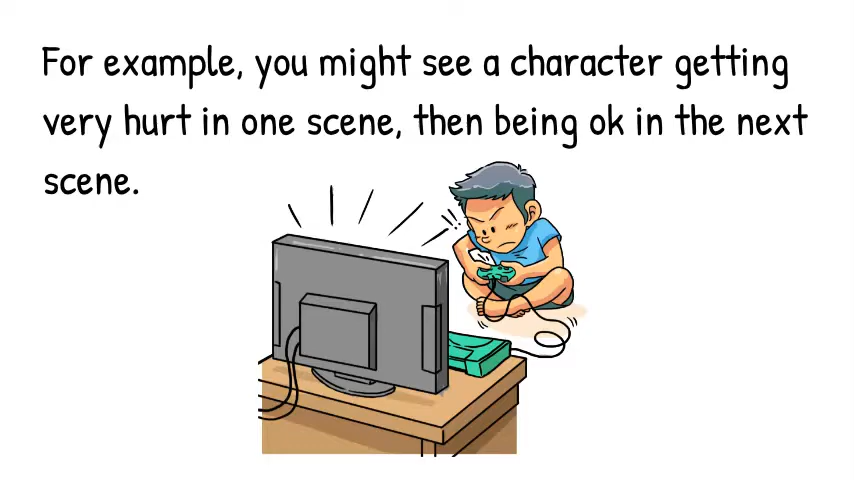 For example, you might see a character getting
very hurt in one scene, then being ok in the next
scene.